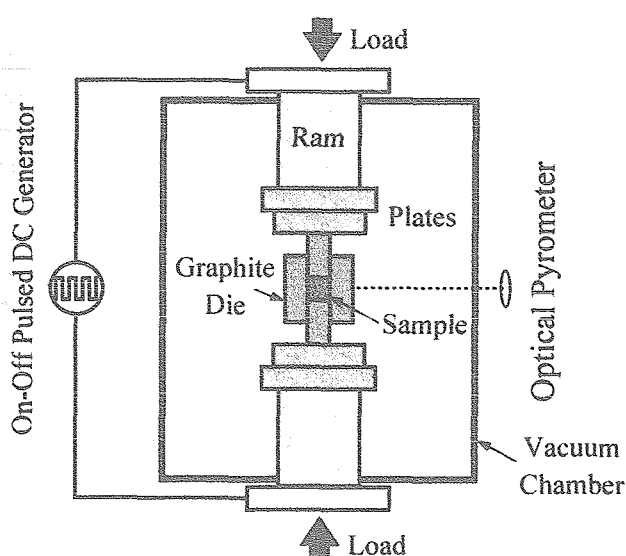 Load
Ram
Plates
On-Off Pulsed DC Generator
Graphite
Die
Sample
Optical Pyrometer
Vacuum
Chamber
Load